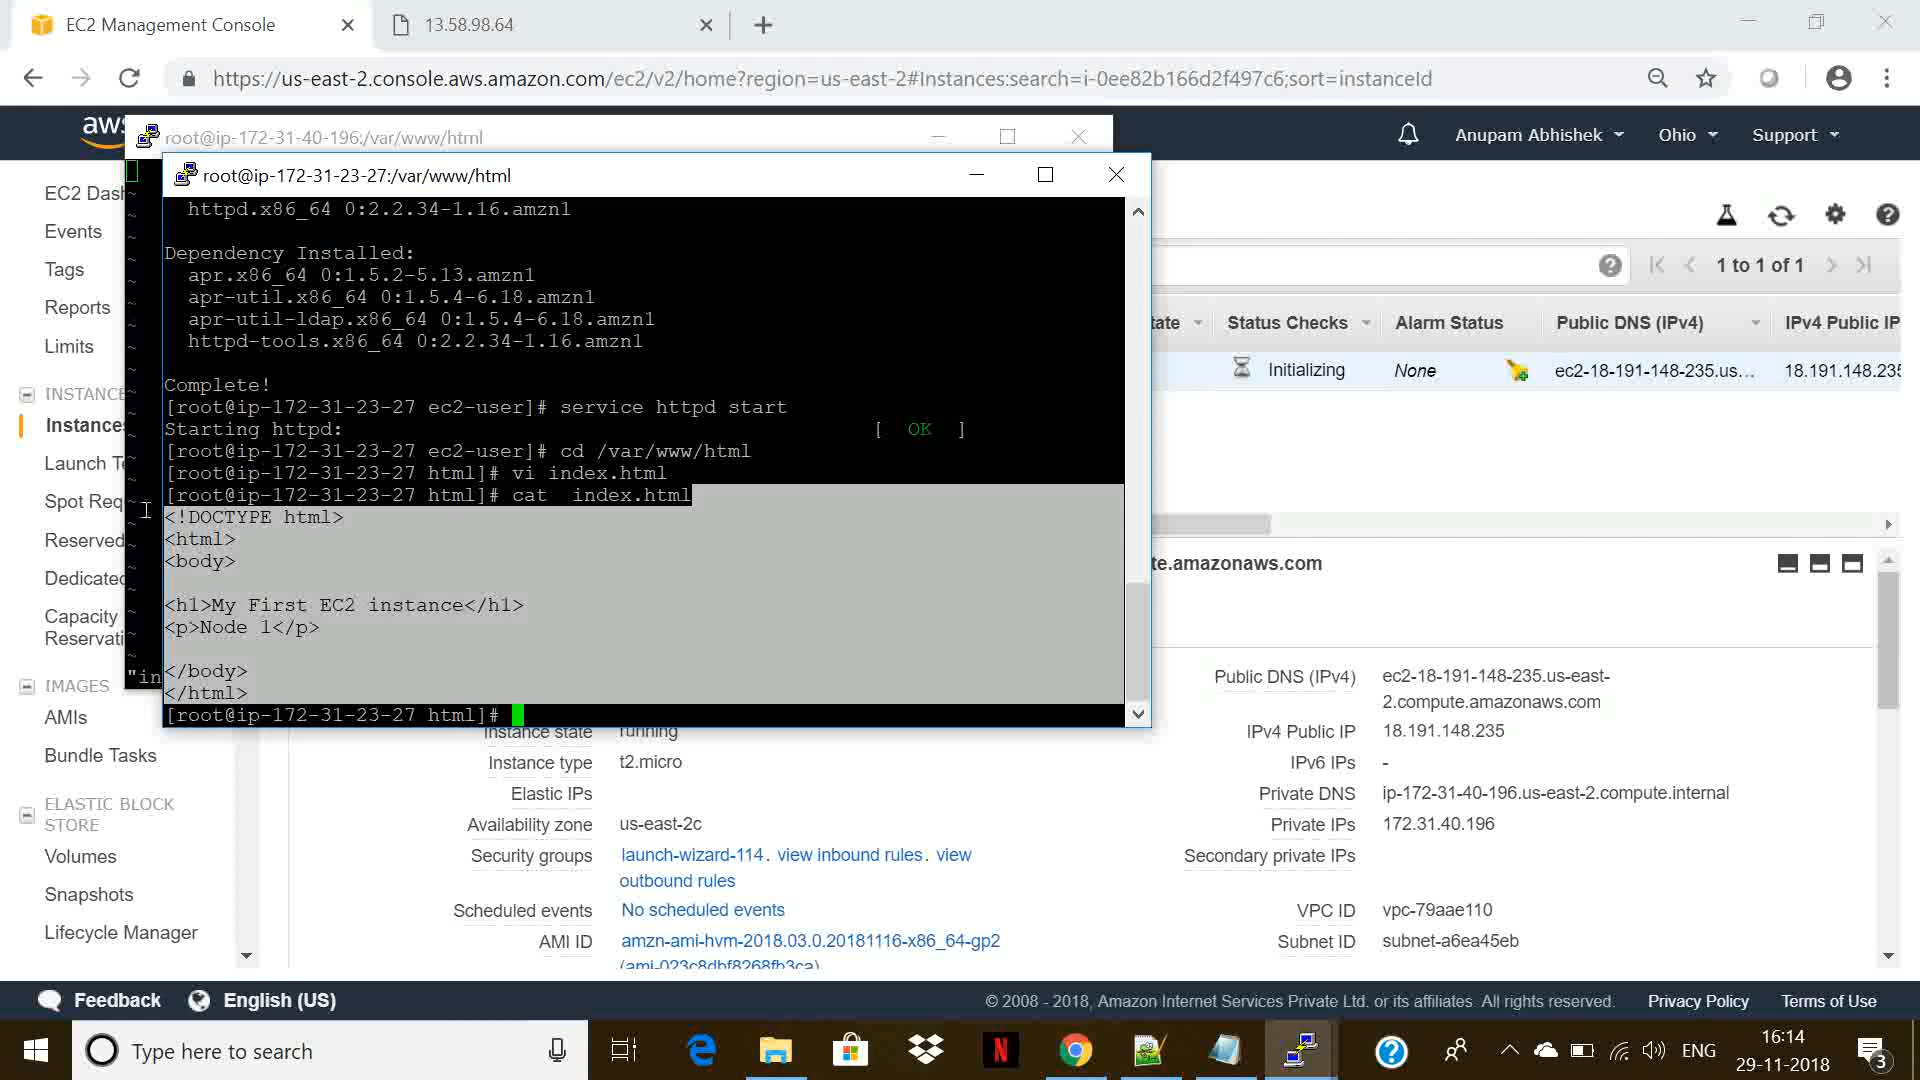 EC2 Management Console
13.58.98.64
https://us-east-2.console.aws.amazon.com/ec2/v2/home?region=us-east-2#Instances:search=i-0ee82b166d2f497c6;sort=instanceId
aws
root@ip-172-31-40-196:/var/www/html
Anupam Abhishek
Ohio
Support
root@ip-172-31-23-27:/var/www/html
EC2 Dash
Events
Tags
Reports
Limits
INSTANCE
Instances
Launch Te
Spot Req
Reserved
Dedicated
Capacity
Reservati
IMAGES
AMIs
Bundle Tasks
ELASTIC BLOCK
STORE
Volumes
Snapshots
Lifecycle Manager
"in
httpd.x86_64 0:2.2.34-1.16.amzn1
Dependency Installed:
apr.x86_64 0:1.5.2-5.13.amzn1
apr-util.x86_64 0:1.5.4-6.18.amzn1
apr-util-ldap.x86_64 0:1.5.4-6.18.amzn1
httpd-tools.x86_64 0:2.2.34-1.16.amzn1
Complete!
[root@ip-172-31-23-27 ec2-user]# service httpd start
Starting httpd: [ OK ]
[root@ip-172-31-23-27 ec2-user]# cd /var/www/html
[root@ip-172-31-23-27 html]# vi index.html
[root@ip-172-31-23-27 html]# cat  index.html
<!DOCTYPE html>
<html>
<body>
<h1>My First EC2 instance</h1>
<p>Node 1</p>
</body>
</html>
[root@ip-172-31-23-27 html]#
1 to 1 of 1
tate Status Checks Alarm Status Public DNS (IPv4) IPv4 Public IP
Initializing None ec2-18-191-148-235.us... 18.191.148.235
te.amazonaws.com
Instance state running
Instance type t2.micro
Elastic IPs
Availability zone us-east-2c
Security groups launch-wizard-114. view inbound rules. view
outbound rules
Scheduled events No scheduled events
AMI ID amzn-ami-hvm-2018.03.0.20181116-x86_64-gp2
(ami-023c8dbf8268fb3ca)
Public DNS (IPv4) ec2-18-191-148-235.us-east-
2.compute.amazonaws.com
IPv4 Public IP 18.191.148.235
IPv6 IPs -
Private DNS ip-172-31-40-196.us-east-2.compute.internal
Private IPs 172.31.40.196
Secondary private IPs
VPC ID vpc-79aae110
Subnet ID subnet-a6ea45eb
Feedback English (US)
© 2008 - 2018, Amazon Internet Services Private Ltd. or its affiliates. All rights reserved. Privacy Policy Terms of Use
Type here to search
ENG
16:14
29-11-2018
3